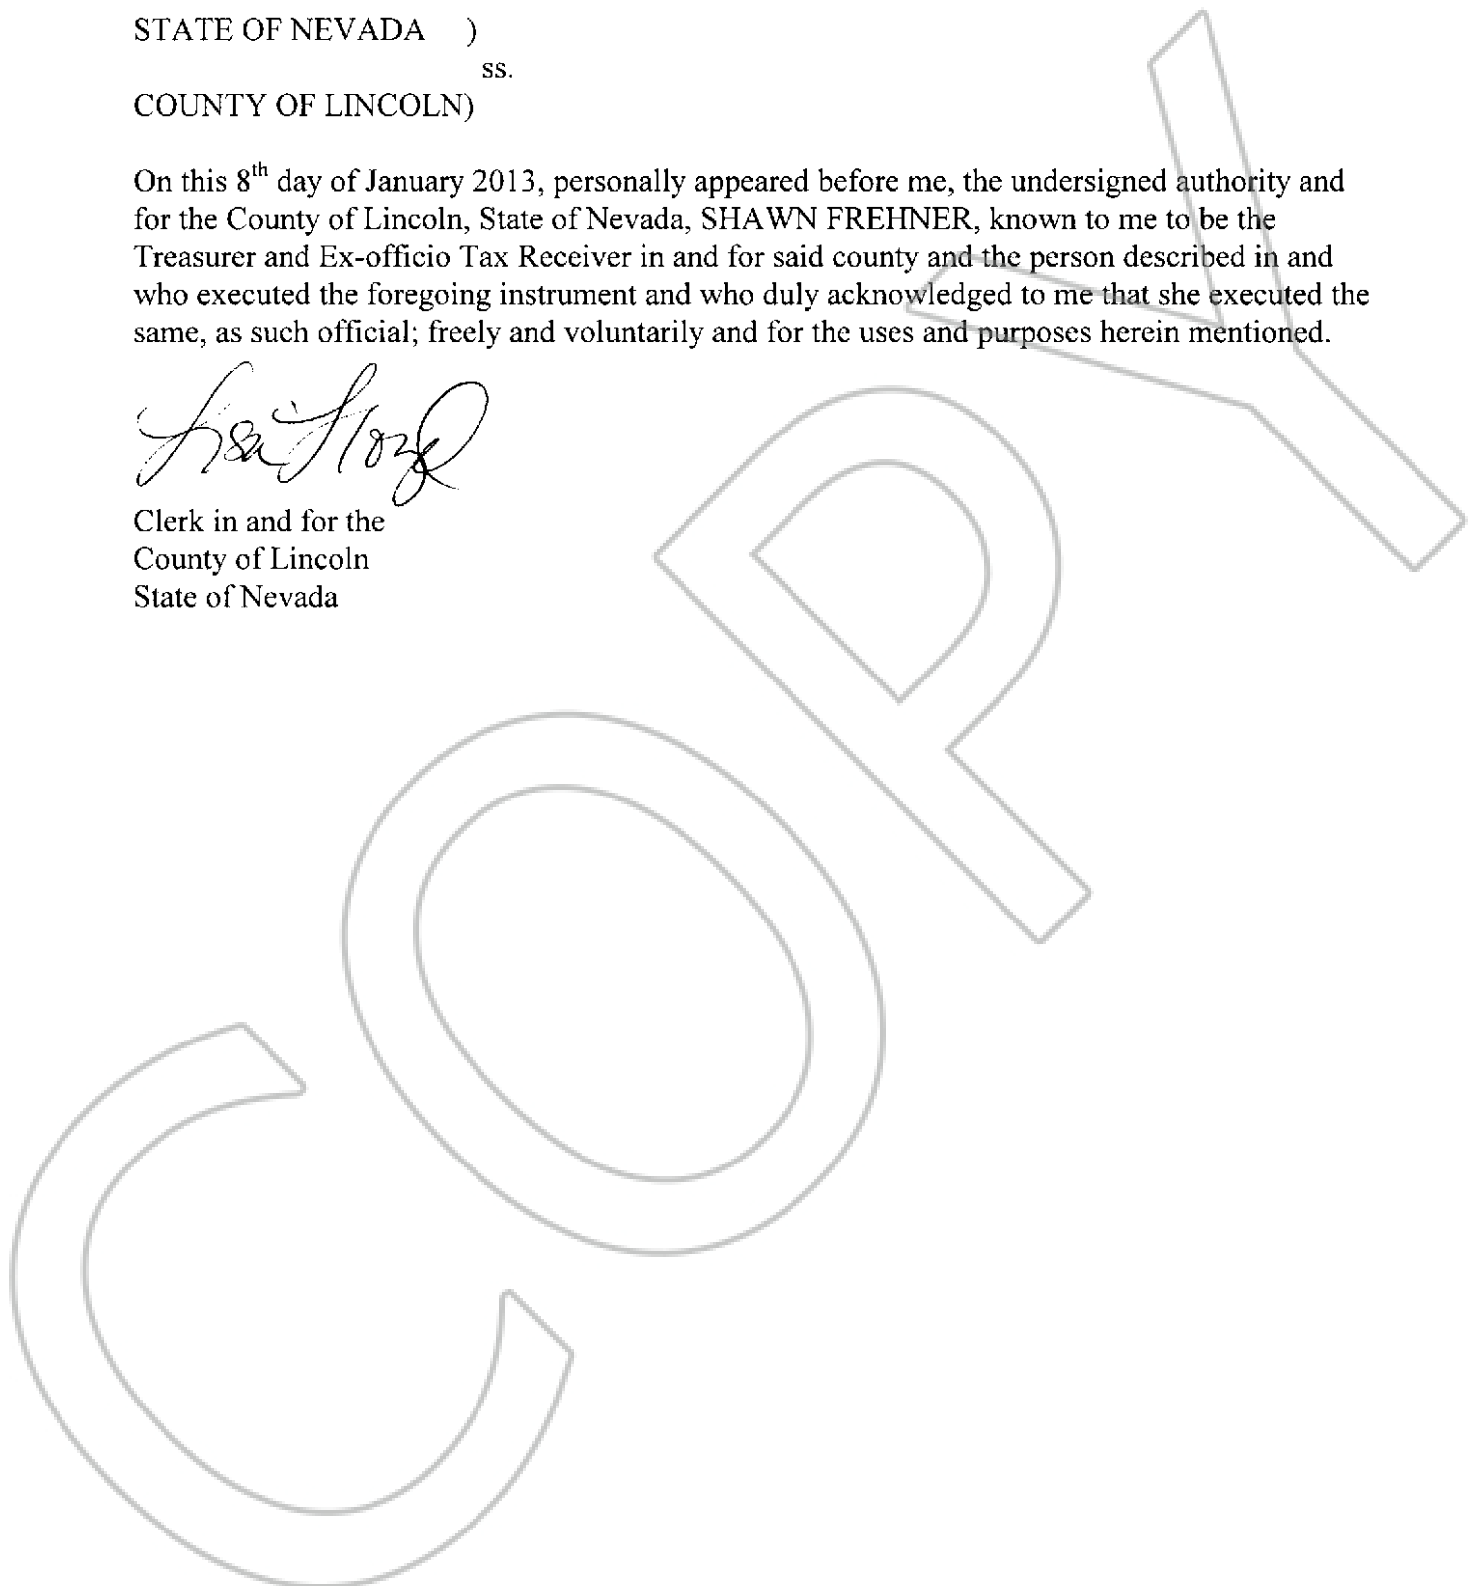 STATE OF NEVADA )
ss.
COUNTY OF LINCOLN)
On this 8th day of January 2013, personally appeared before me, the undersigned authority and
for the County of Lincoln, State of Nevada, SHAWN FREHNER, known to me to be the
Treasurer and Ex-officio Tax Receiver in and for said county and the person described in and
who executed the foregoing instrument and who duly acknowledged to me that she executed the
same, as such official; freely and voluntarily and for the uses and purposes herein mentioned.
Lisa Lloyd
Clerk in and for the
County of Lincoln
State of Nevada
COPY